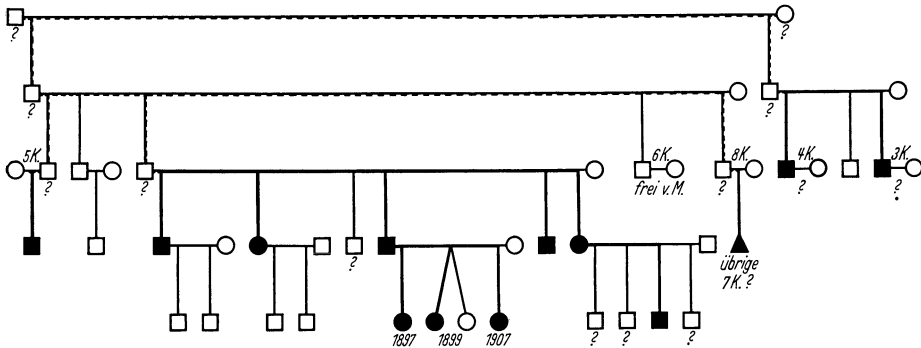 ? ?
? ?
5K. 6K. 8K. 4K. 3K.
? ? frei v.M. ? ? ?
?
übrige
7K. ?
1897 1899 1907 ? ? ?